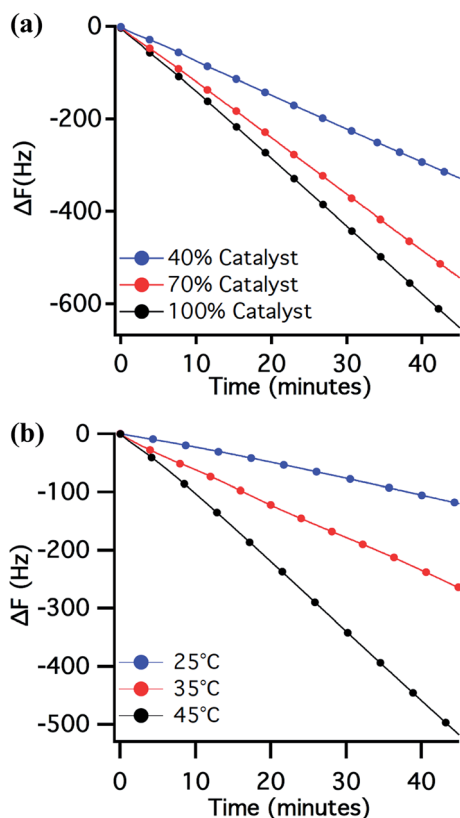 (a)
0
-200
-400
-600
ΔF(Hz)
40% Catalyst
70% Catalyst
100% Catalyst
0 10 20 30 40
Time (minutes)
(b)
0
-100
-200
-300
-400
-500
ΔF (Hz)
25°C
35°C
45°C
0 10 20 30 40
Time (minutes)